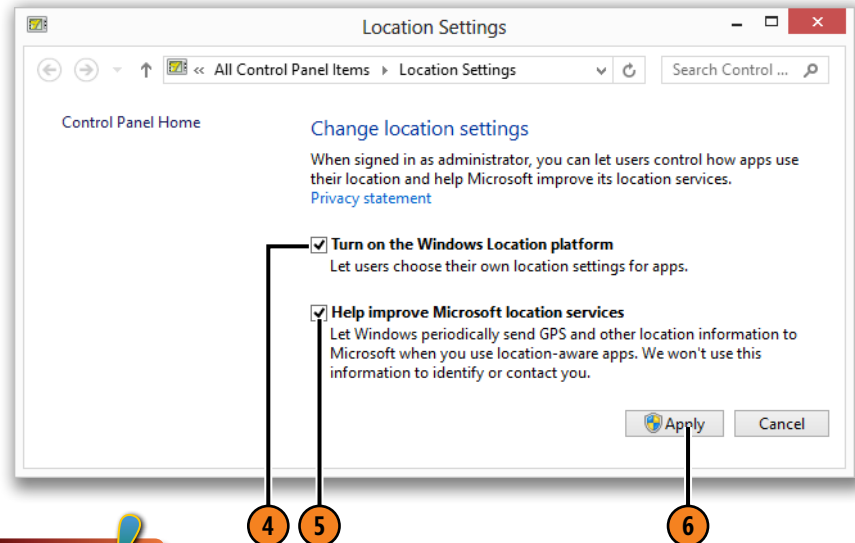 Location Settings
« All Control Panel Items Location Settings
Search Control ...
Control Panel Home
Change location settings
When signed in as administrator, you can let users control how apps use
their location and help Microsoft improve its location services.
Privacy statement
Turn on the Windows Location platform
Let users choose their own location settings for apps.
Help improve Microsoft location services
Let Windows periodically send GPS and other location information to
Microsoft when you use location-aware apps. We won't use this
information to identify or contact you.
Apply
Cancel
4 5 6